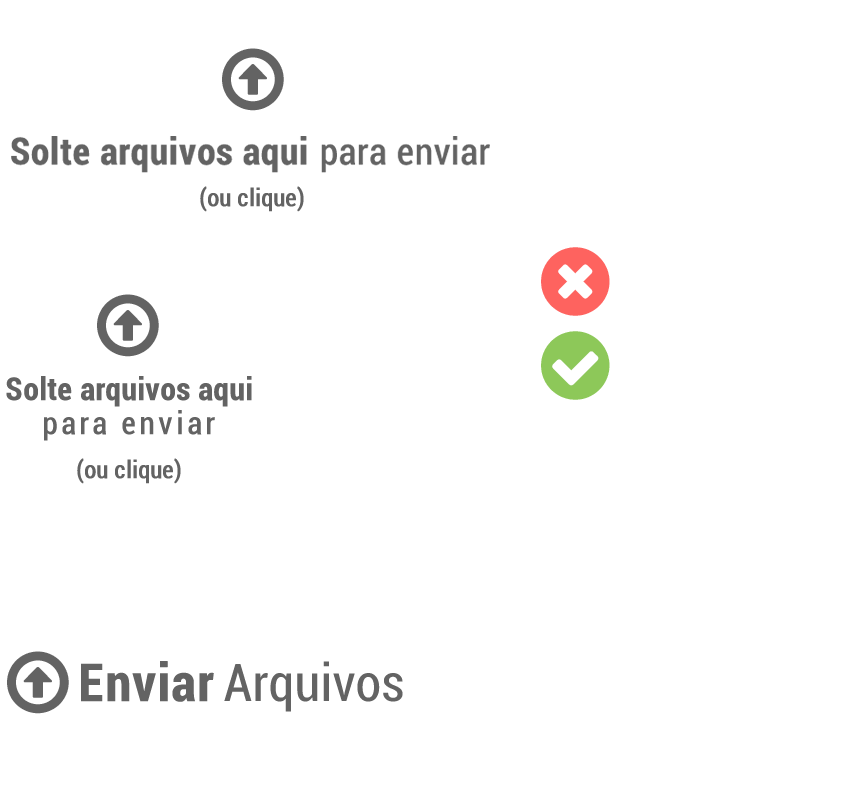 Solte arquivos aqui para enviar
(ou clique)
Solte arquivos aqui
para enviar
(ou clique)
Enviar Arquivos